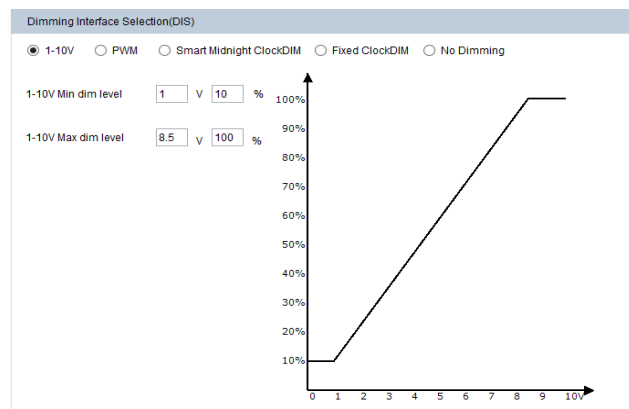 Dimming Interface Selection(DIS)
1-10V PWM Smart Midnight ClockDIM Fixed ClockDIM No Dimming
1-10V Min dim level 1 V 10 %
1-10V Max dim level 8.5 V 100 %
100%
90%
80%
70%
60%
50%
40%
30%
20%
10%
0 1 2 3 4 5 6 7 8 9 10V